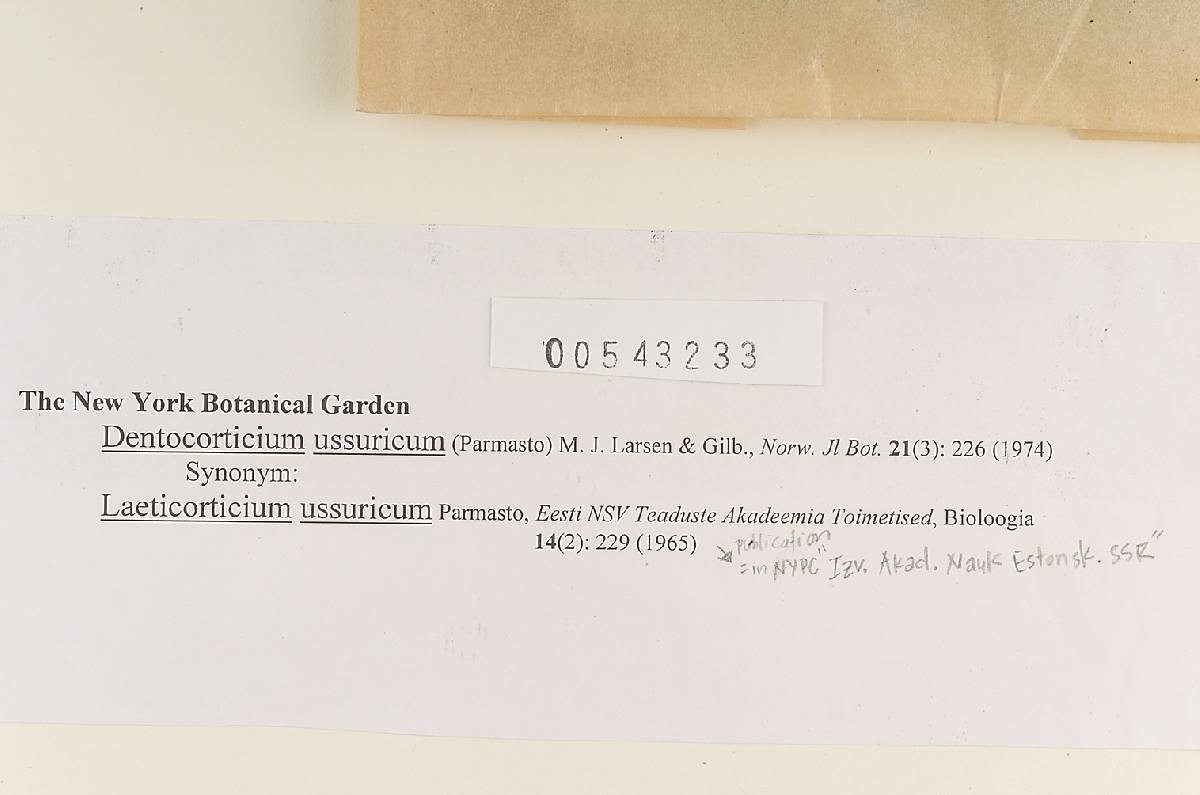 00543233
The New York Botanical Garden
Dentocorticium ussuricum (Parmasto) M. J. Larsen & Gilb., Norw. Jl Bot. 21(3): 226 (1974)
Synonym:
Laeticorticium ussuricum Parmasto, Eesti NSV Teaduste Akadeemia Toimetised, Bioloogia
14(2): 229 (1965)
↘ publication
= in "Izv. Akad. Nauk Estonsk. SSR"